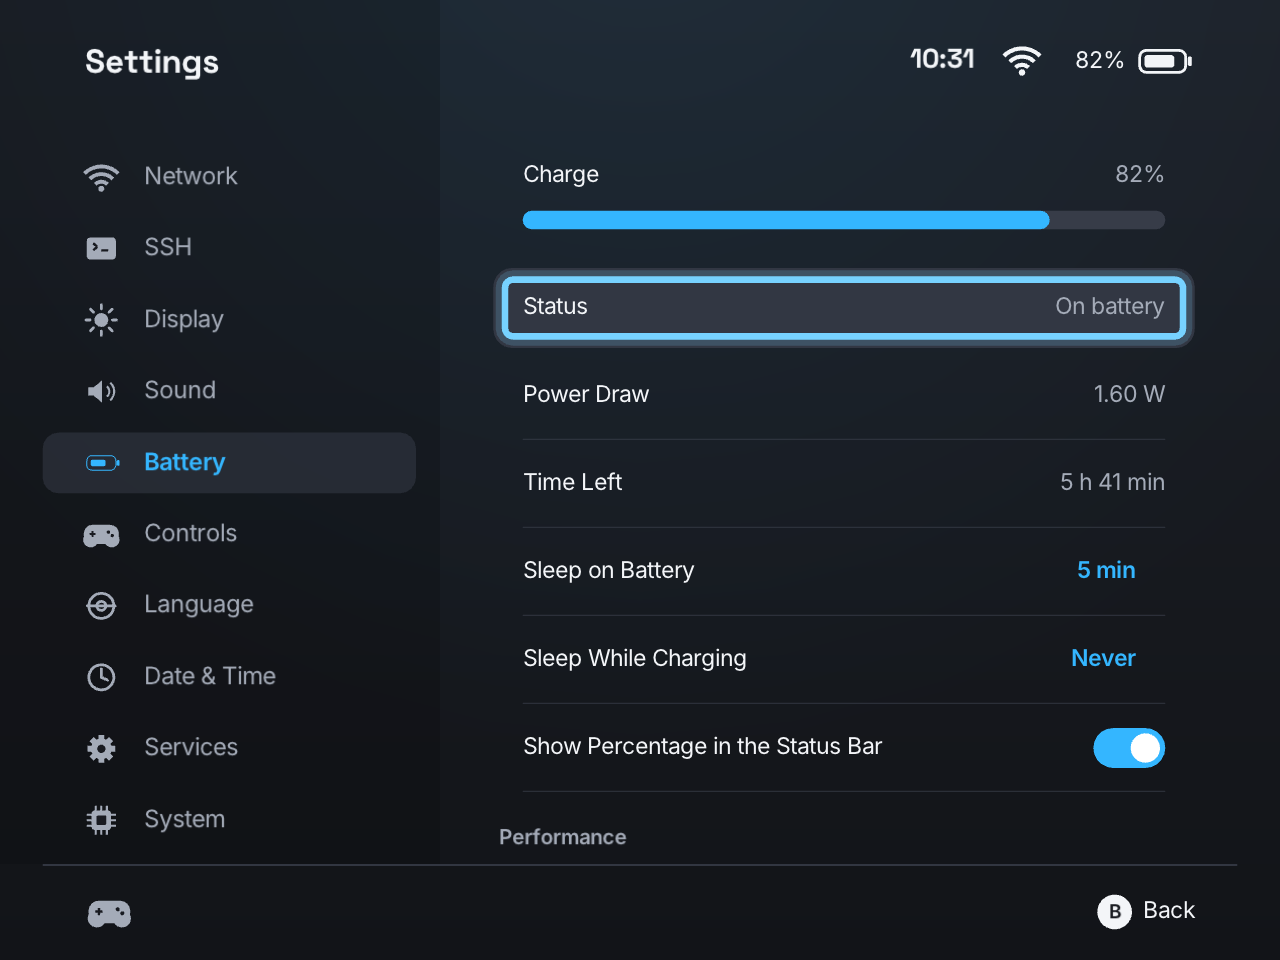 Settings
10:31
82%
Network
SSH
Display
Sound
Battery
Controls
Language
Date & Time
Services
System
Charge 82%
Status On battery
Power Draw 1.60 W
Time Left 5 h 41 min
Sleep on Battery 5 min
Sleep While Charging Never
Show Percentage in the Status Bar
Performance
B Back